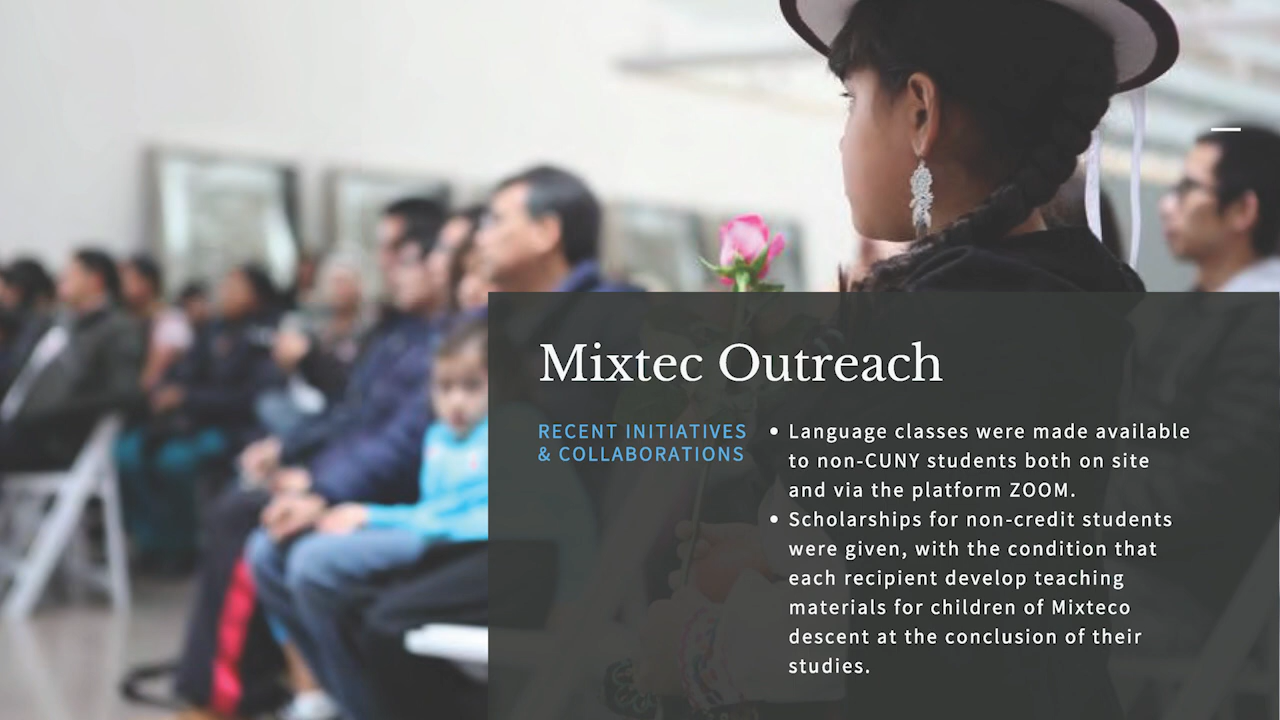 Mixtec Outreach
RECENT INITIATIVES
& COLLABORATIONS
• Language classes were made available
to non-CUNY students both on site
and via the platform ZOOM.
• Scholarships for non-credit students
were given, with the condition that
each recipient develop teaching
materials for children of Mixteco
descent at the conclusion of their
studies.